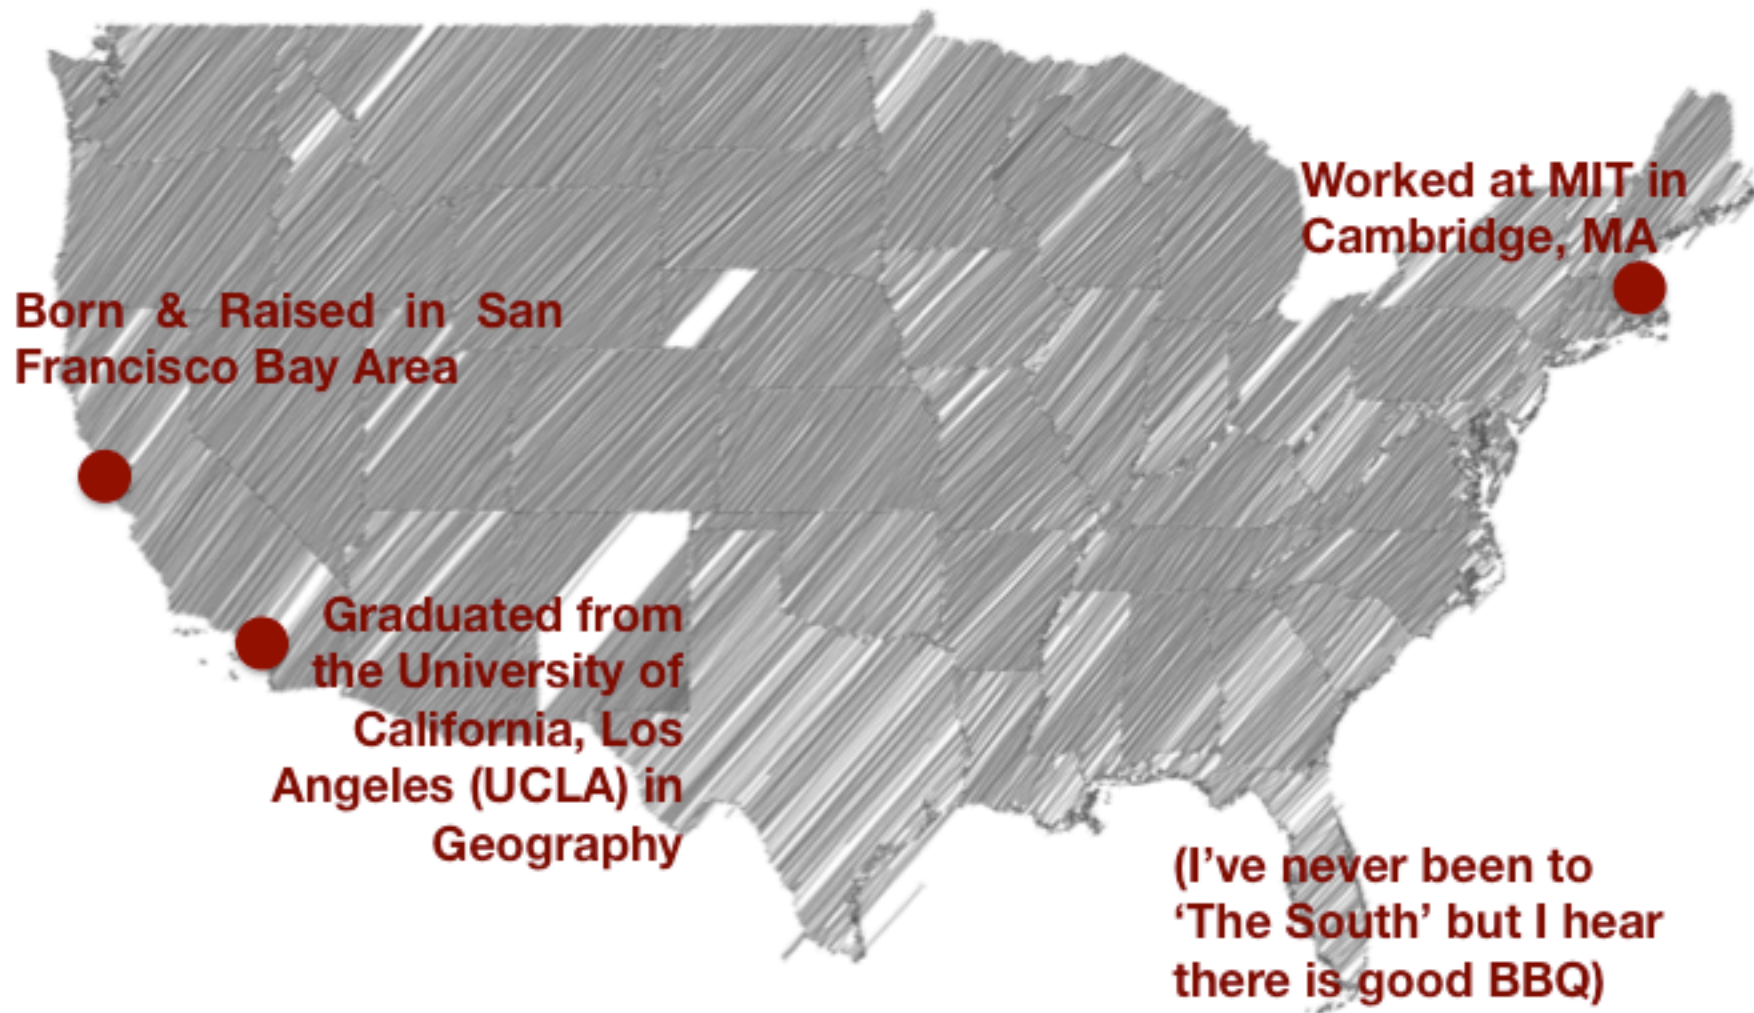 Worked at MIT in
Cambridge, MA
Born & Raised in San
Francisco Bay Area
Graduated from
the University of
California, Los
Angeles (UCLA) in
Geography
(I’ve never been to
‘The South’ but I hear
there is good BBQ)